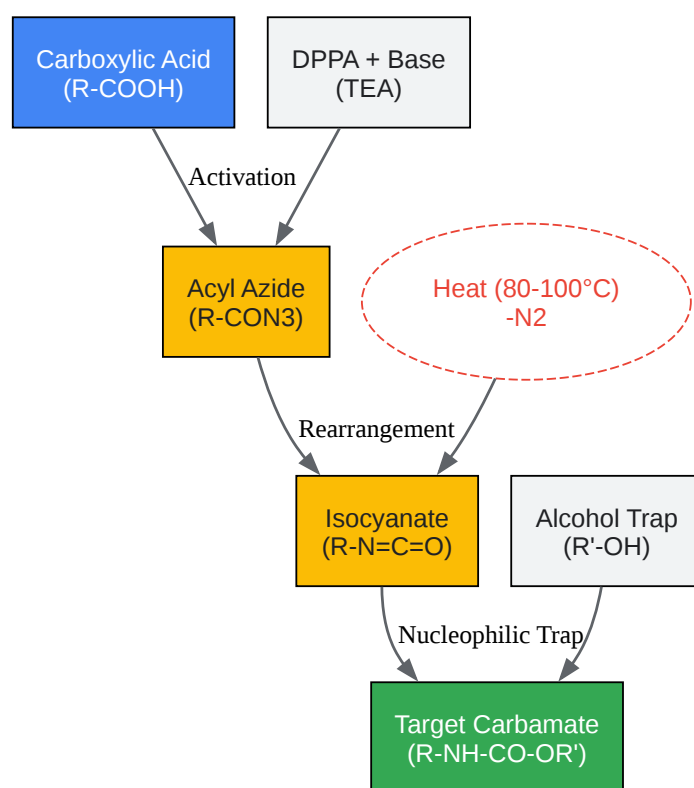 Carboxylic Acid
(R-COOH)
DPPA + Base
(TEA)
Activation
Acyl Azide
(R-CON3)
Heat (80-100°C)
-N2
Rearrangement
Isocyanate
(R-N=C=O)
Alcohol Trap
(R'-OH)
Nucleophilic Trap
Target Carbamate
(R-NH-CO-OR')